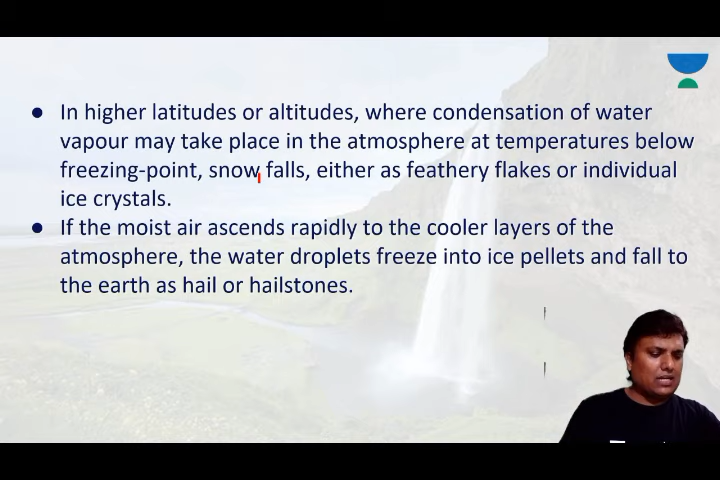 ● In higher latitudes or altitudes, where condensation of water
vapour may take place in the atmosphere at temperatures below
freezing-point, snow falls, either as feathery flakes or individual
ice crystals.
● If the moist air ascends rapidly to the cooler layers of the
atmosphere, the water droplets freeze into ice pellets and fall to
the earth as hail or hailstones.